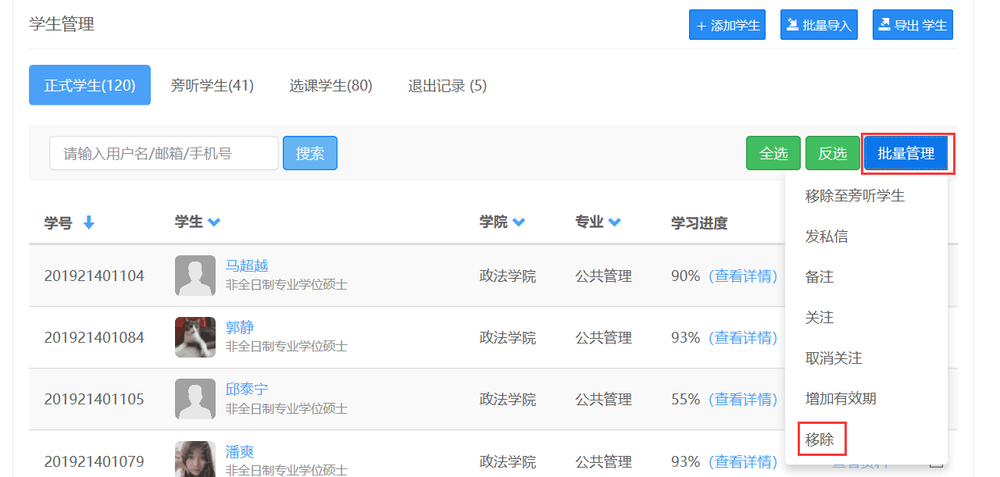 学生管理
+ 添加学生 批量导入 导出 学生
正式学生(120) 旁听学生(41) 选课学生(80) 退出记录 (5)
请输入用户名/邮箱/手机号 搜索 全选 反选 批量管理
移除至旁听学生
发私信
备注
关注
取消关注
增加有效期
移除
学号 学生 学院 专业 学习进度
201921401104 马超越 政法学院 公共管理 90% (查看详情)
非全日制专业学位硕士
201921401084 郭静 政法学院 公共管理 93% (查看详情)
非全日制专业学位硕士
201921401105 邱泰宁 政法学院 公共管理 55% (查看详情)
非全日制专业学位硕士
201921401079 潘爽 政法学院 公共管理 93% (查看详情)
非全日制专业学位硕士